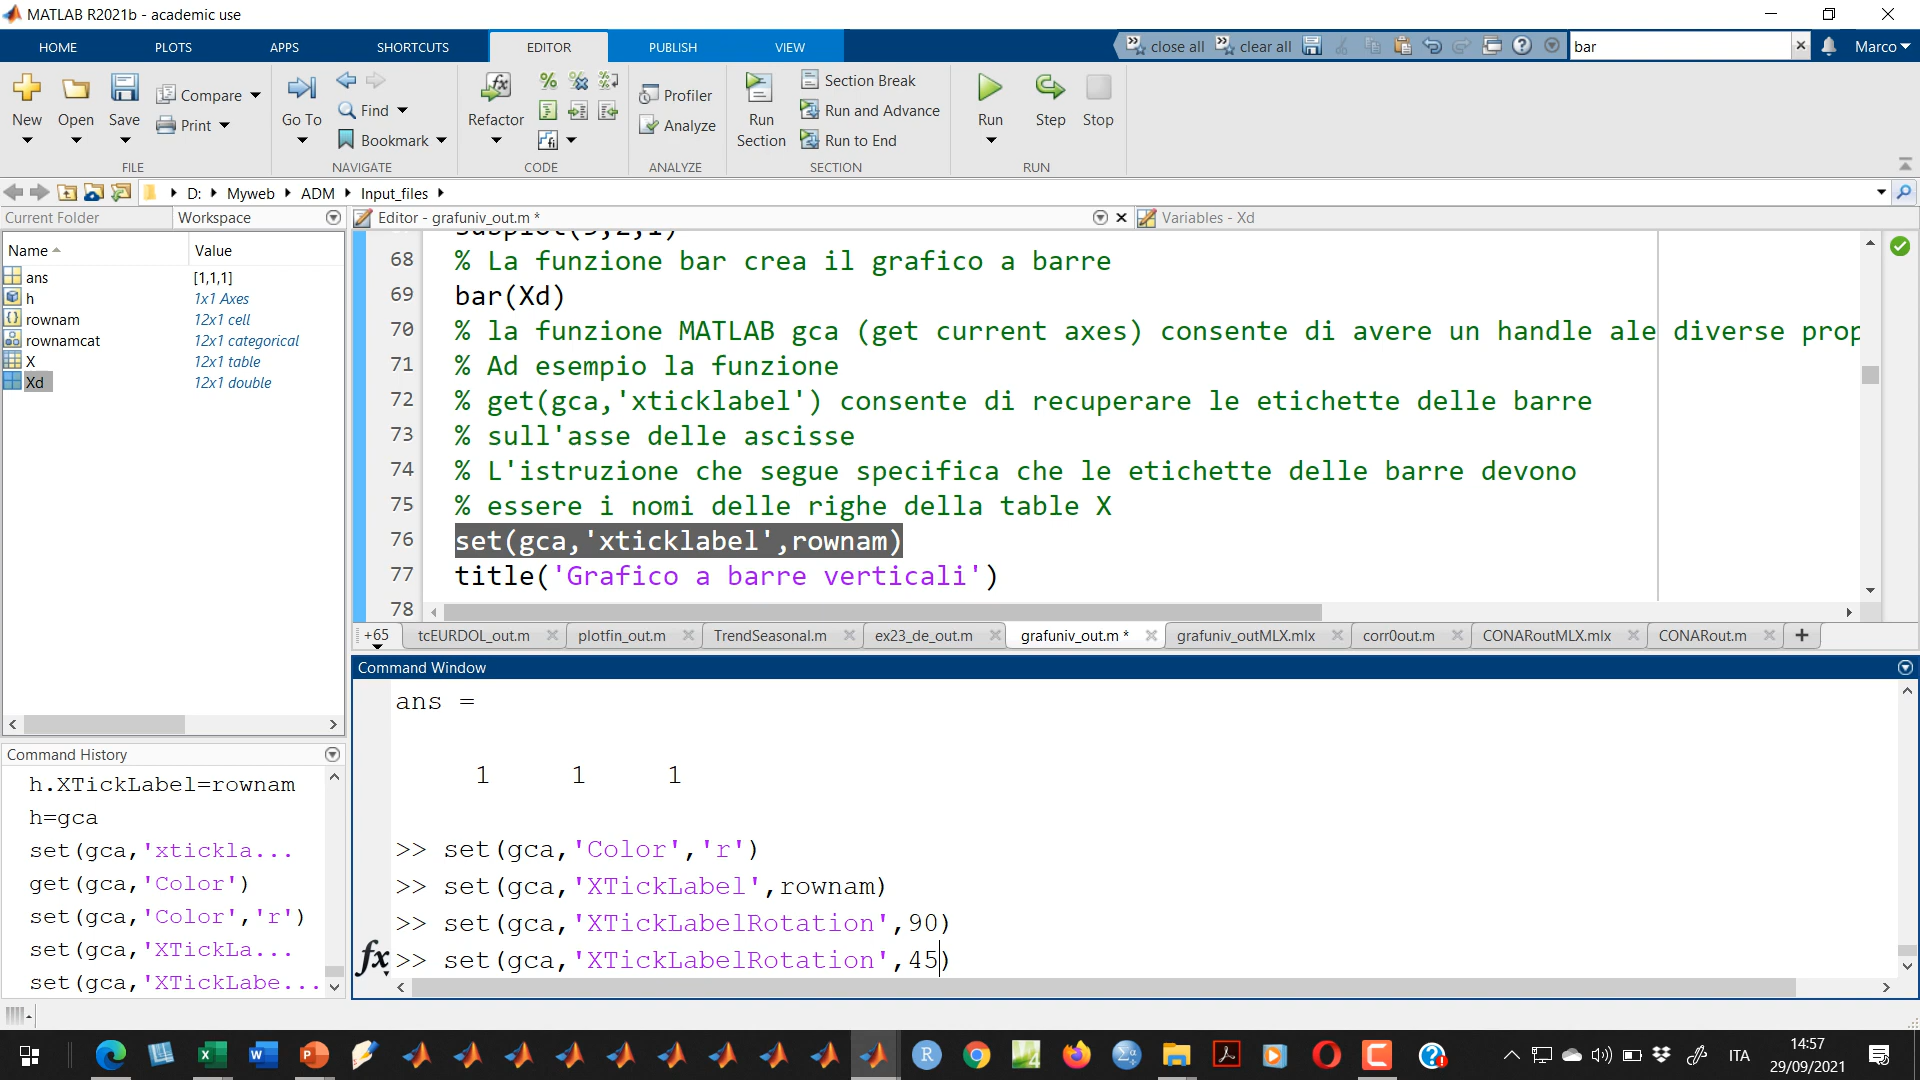 MATLAB R2021b - academic use
HOME PLOTS APPS SHORTCUTS EDITOR PUBLISH VIEW close all clear all bar Marco
New Open Save Compare Print Go To Find Bookmark Refactor Profiler Analyze Run Section Section Break Run and Advance Run to End Run Step Stop
FILE NAVIGATE CODE ANALYZE SECTION RUN
D: Myweb ADM Input_files
Current Folder Workspace
Name Value
ans [1,1,1]
h 1x1 Axes
rownam 12x1 cell
rownamcat 12x1 categorical
X 12x1 table
Xd 12x1 double
Editor - grafuniv_out.m * Variables - Xd
68 % La funzione bar crea il grafico a barre
69 bar(Xd)
70 % la funzione MATLAB gca (get current axes) consente di avere un handle ale diverse prop
71 % Ad esempio la funzione
72 % get(gca,'xticklabel') consente di recuperare le etichette delle barre
73 % sull'asse delle ascisse
74 % L'istruzione che segue specifica che le etichette delle barre devono
75 % essere i nomi delle righe della table X
76 set(gca,'xticklabel',rownam)
77 title('Grafico a barre verticali')
78
+65 tcEURDOL_out.m plotfin_out.m TrendSeasonal.m ex23_de_out.m grafuniv_out.m * grafuniv_outMLX.mlx corr0out.m CONARoutMLX.mlx CONARout.m
Command Window
ans =
1 1 1
>> set(gca,'Color','r')
>> set(gca,'XTickLabel',rownam)
>> set(gca,'XTickLabelRotation',90)
fx >> set(gca,'XTickLabelRotation',45)
Command History
h.XTickLabel=rownam
h=gca
set(gca,'xtickla...
get(gca,'Color')
set(gca,'Color','r')
set(gca,'XTickLa...
set(gca,'XTickLabe...
ITA
14:57
29/09/2021